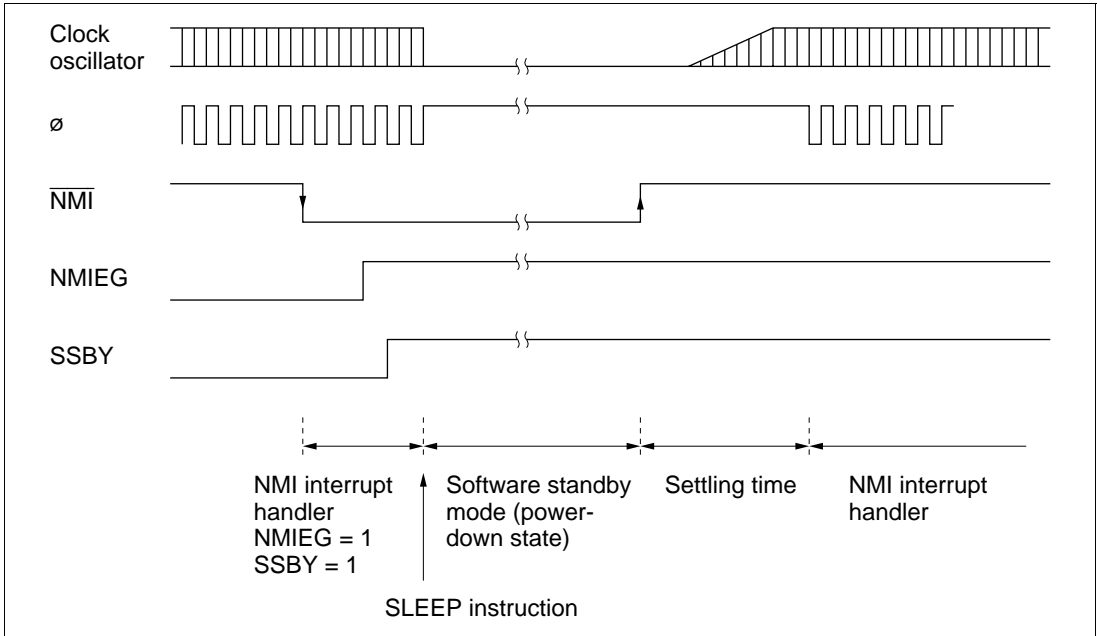 Clock
oscillator
ø
NMI
NMIEG
SSBY
NMI interrupt
handler
NMIEG = 1
SSBY = 1
Software standby
mode (power-
down state)
Settling time
NMI interrupt
handler
SLEEP instruction